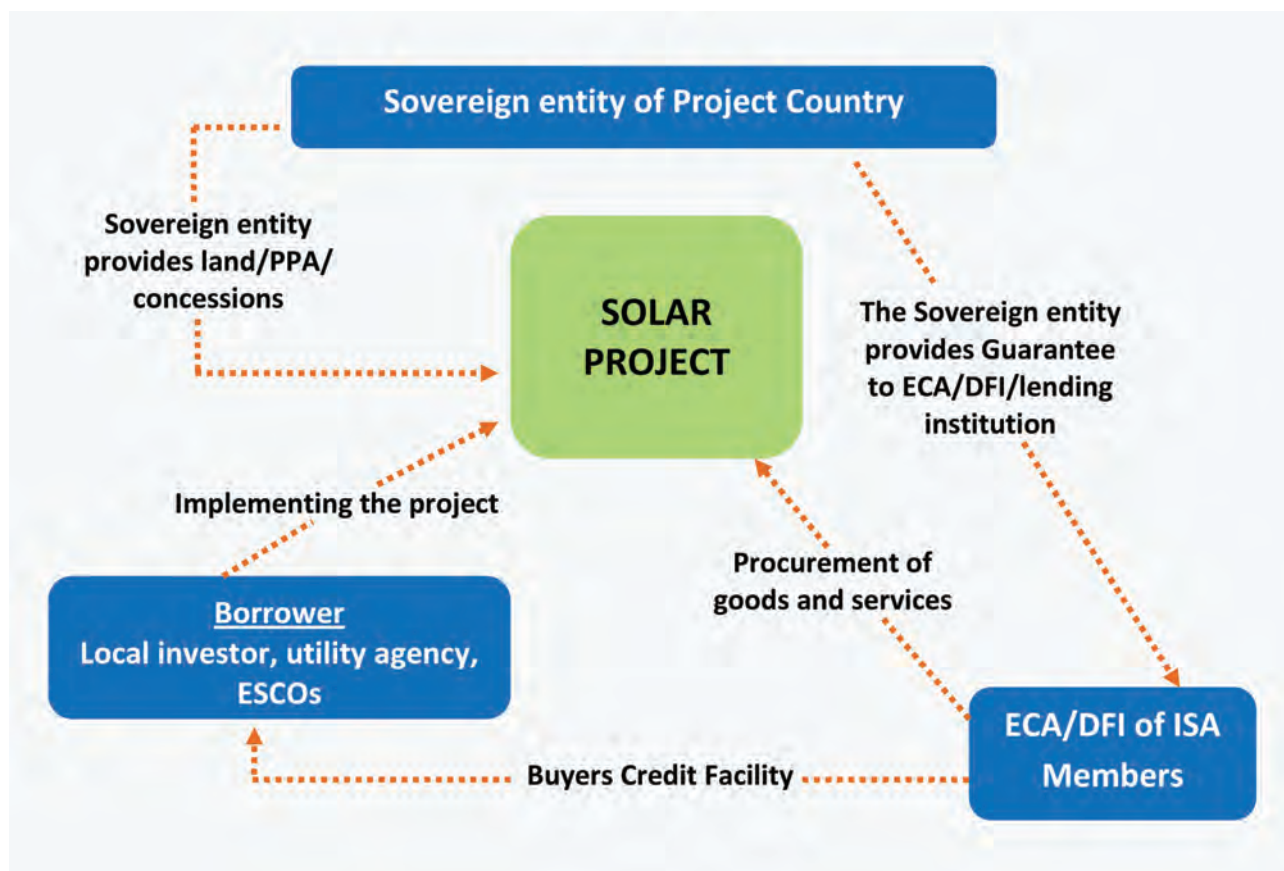 Sovereign entity of Project Country
Sovereign entity
provides land/PPA/
concessions
SOLAR
PROJECT
The Sovereign entity
provides Guarantee
to ECA/DFI/lending
institution
Implementing the project
Procurement of
goods and services
Borrower
Local investor, utility agency,
ESCOs
ECA/DFI of ISA
Members
Buyers Credit Facility